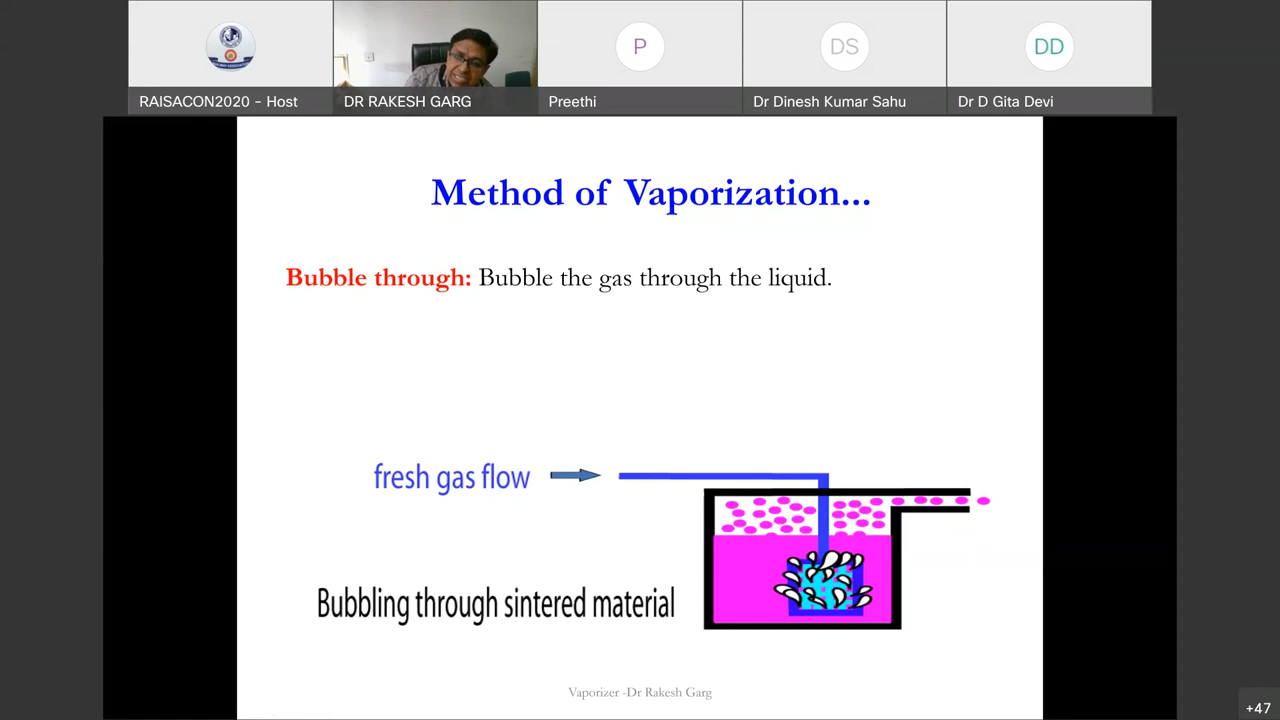 P
DS
DD
RAISACON2020 - Host
DR RAKESH GARG
Preethi
Dr Dinesh Kumar Sahu
Dr D Gita Devi
Method of Vaporization...
Bubble through: Bubble the gas through the liquid.
fresh gas flow
Bubbling through sintered material
Vaporizer -Dr Rakesh Garg
+47